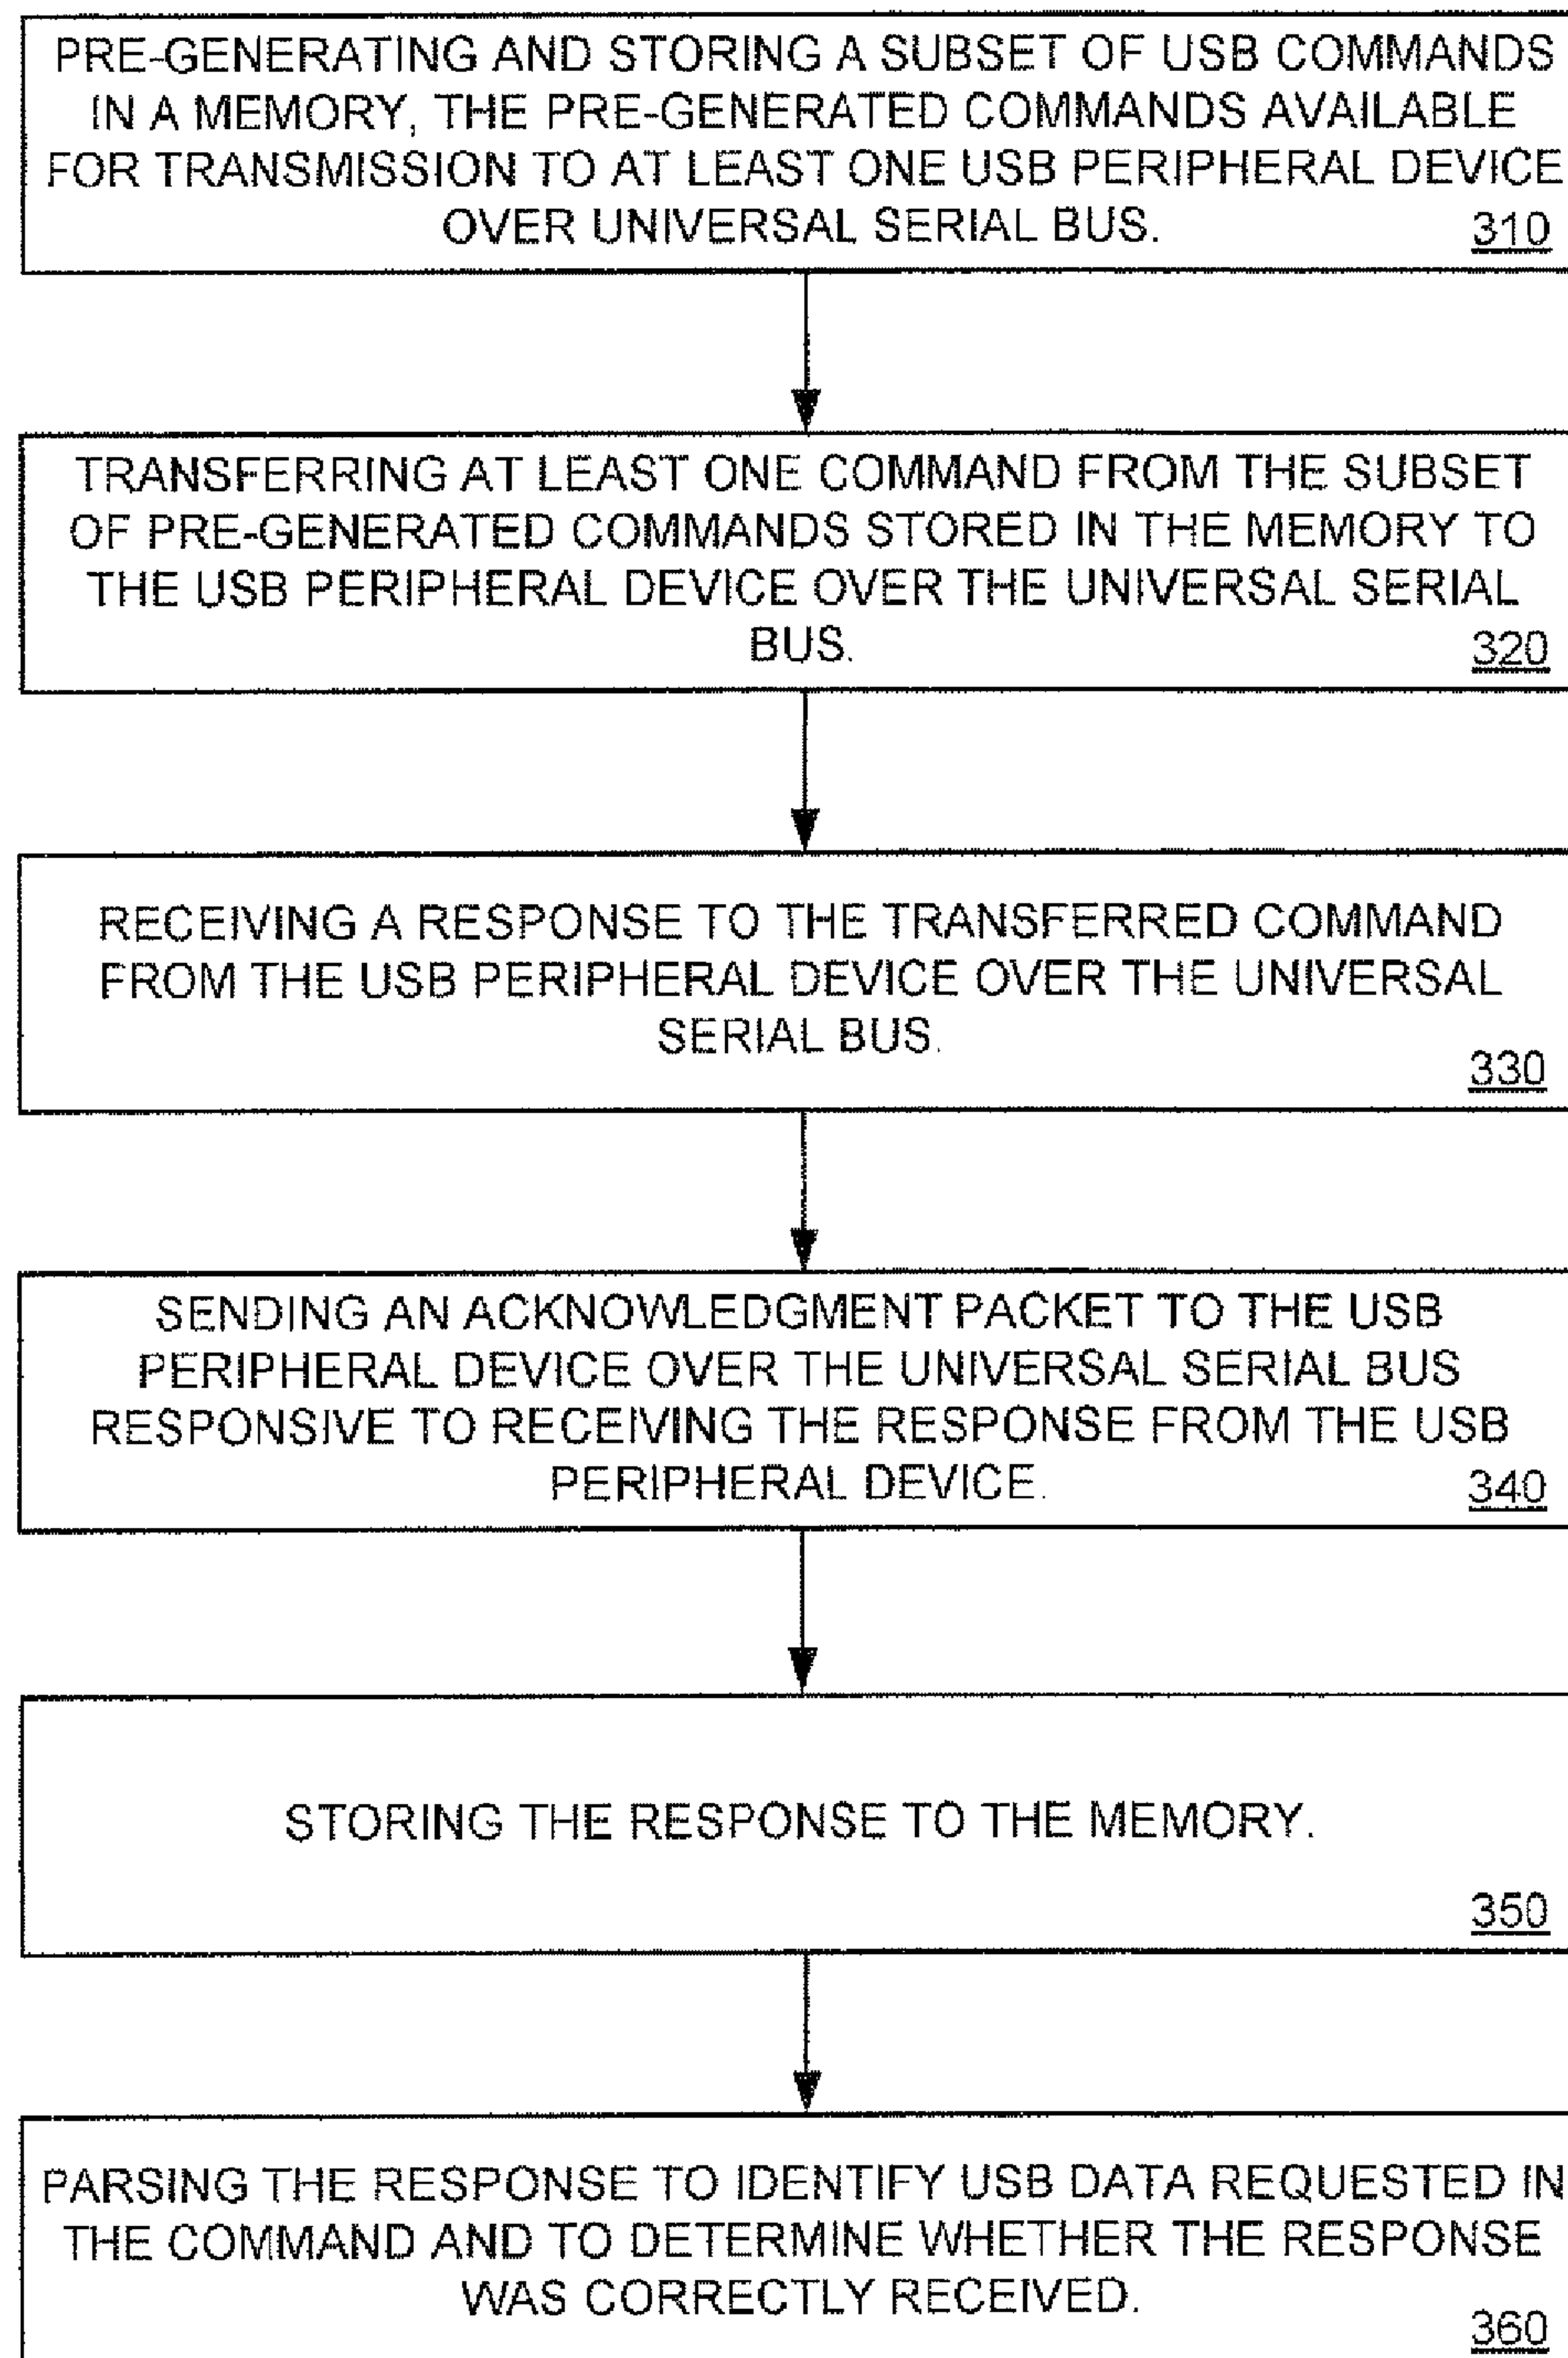 PRE-GENERATING AND STORING A SUBSET OF USB COMMANDS
IN A MEMORY, THE PRE-GENERATED COMMANDS AVAILABLE
FOR TRANSMISSION TO AT LEAST ONE USB PERIPHERAL DEVICE
OVER UNIVERSAL SERIAL BUS.
310
TRANSFERRING AT LEAST ONE COMMAND FROM THE SUBSET
OF PRE-GENERATED COMMANDS STORED IN THE MEMORY TO
THE USB PERIPHERAL DEVICE OVER THE UNIVERSAL SERIAL
BUS.
320
RECEIVING A RESPONSE TO THE TRANSFERRED COMMAND
FROM THE USB PERIPHERAL DEVICE OVER THE UNIVERSAL
SERIAL BUS.
330
SENDING AN ACKNOWLEDGMENT PACKET TO THE USB
PERIPHERAL DEVICE OVER THE UNIVERSAL SERIAL BUS
RESPONSIVE TO RECEIVING THE RESPONSE FROM THE USB
PERIPHERAL DEVICE.
340
STORING THE RESPONSE TO THE MEMORY.
350
PARSING THE RESPONSE TO IDENTIFY USB DATA REQUESTED IN
THE COMMAND AND TO DETERMINE WHETHER THE RESPONSE
WAS CORRECTLY RECEIVED.
360